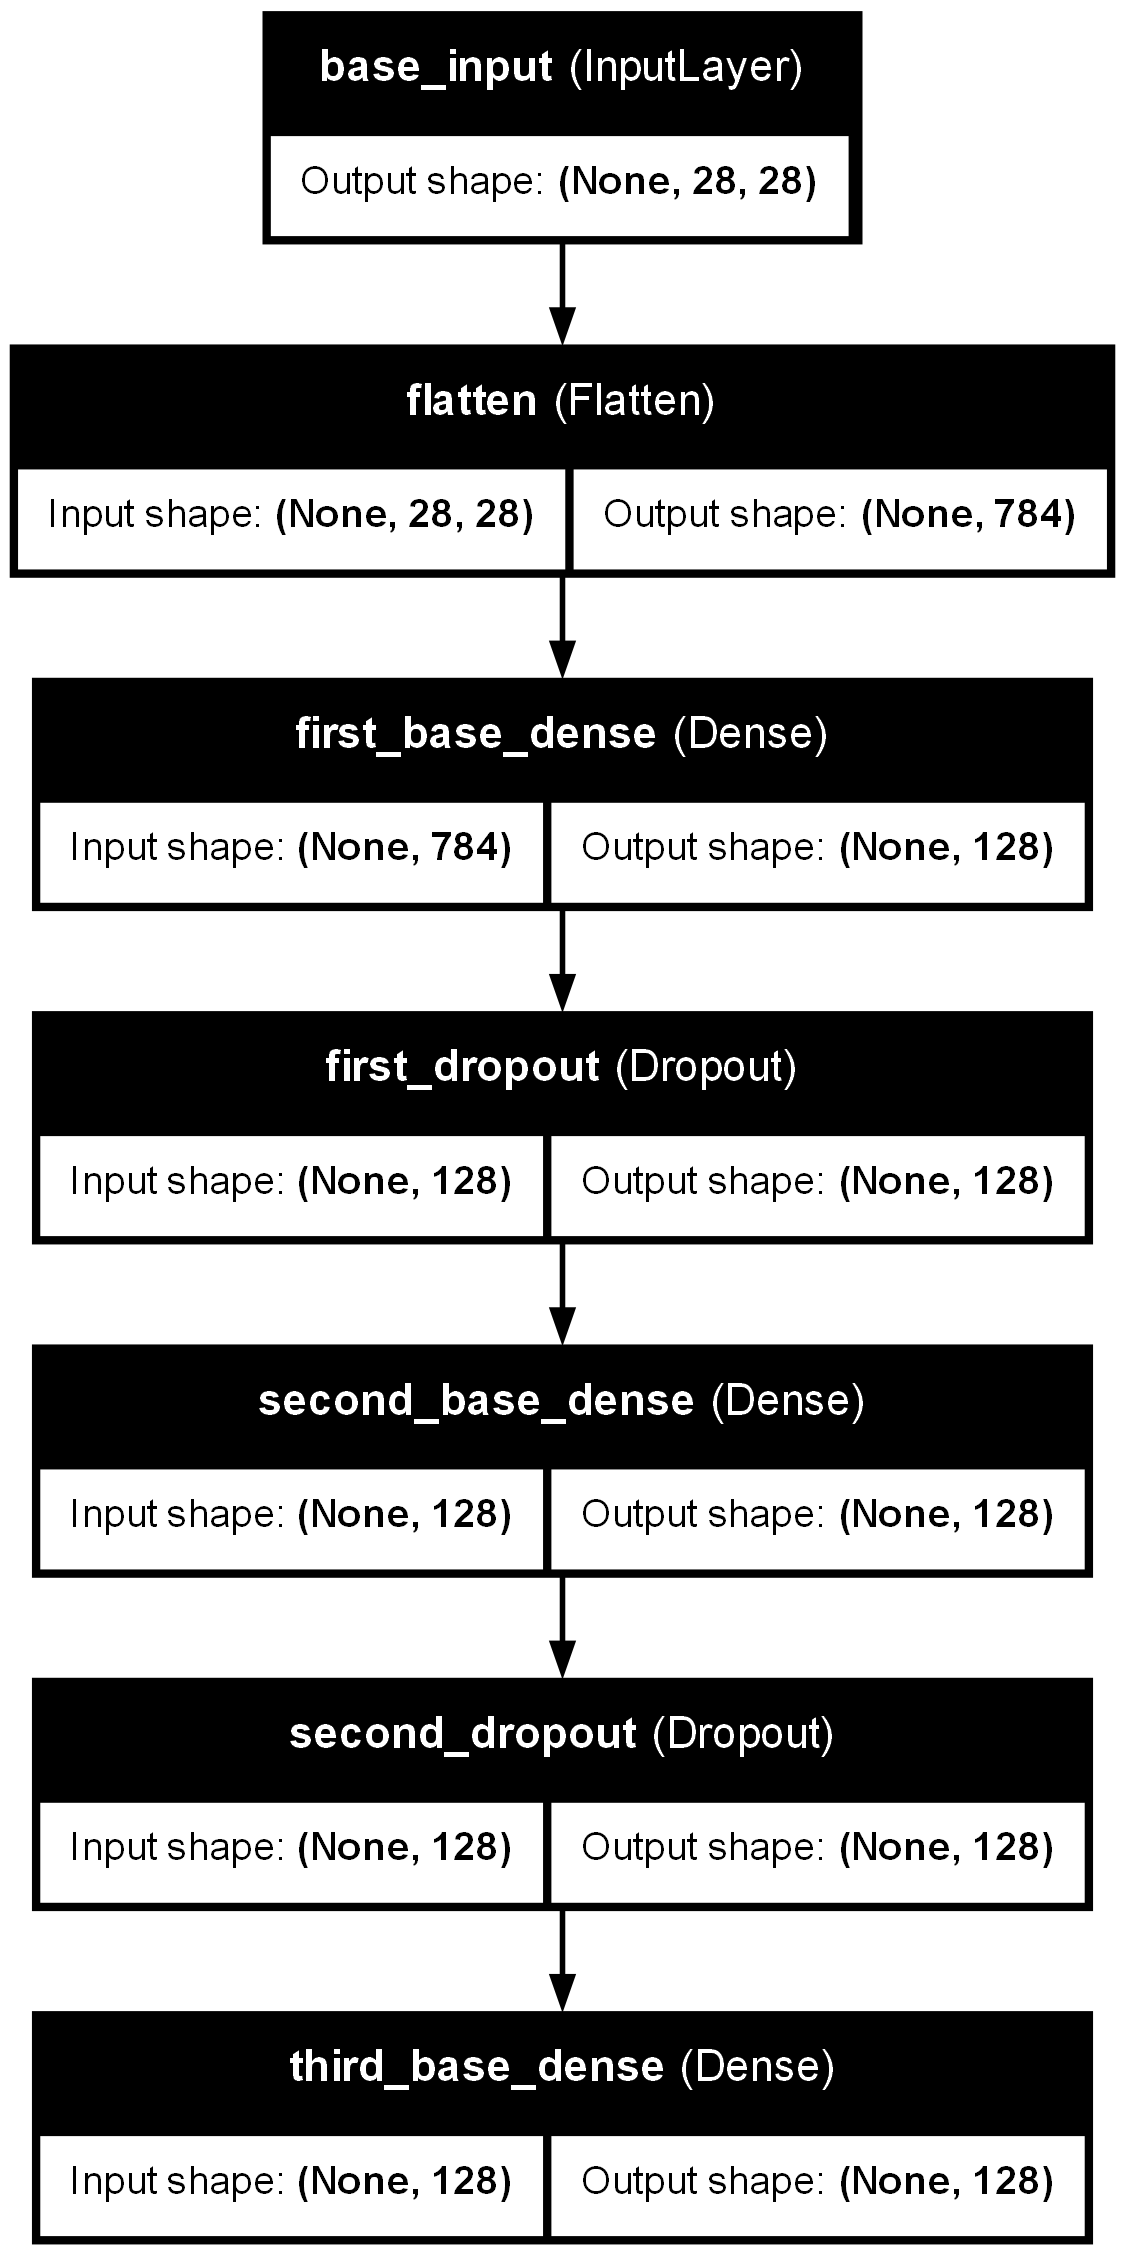 base_input (InputLayer)
Output shape: (None, 28, 28)
flatten (Flatten)
Input shape: (None, 28, 28) Output shape: (None, 784)
first_base_dense (Dense)
Input shape: (None, 784) Output shape: (None, 128)
first_dropout (Dropout)
Input shape: (None, 128) Output shape: (None, 128)
second_base_dense (Dense)
Input shape: (None, 128) Output shape: (None, 128)
second_dropout (Dropout)
Input shape: (None, 128) Output shape: (None, 128)
third_base_dense (Dense)
Input shape: (None, 128) Output shape: (None, 128)